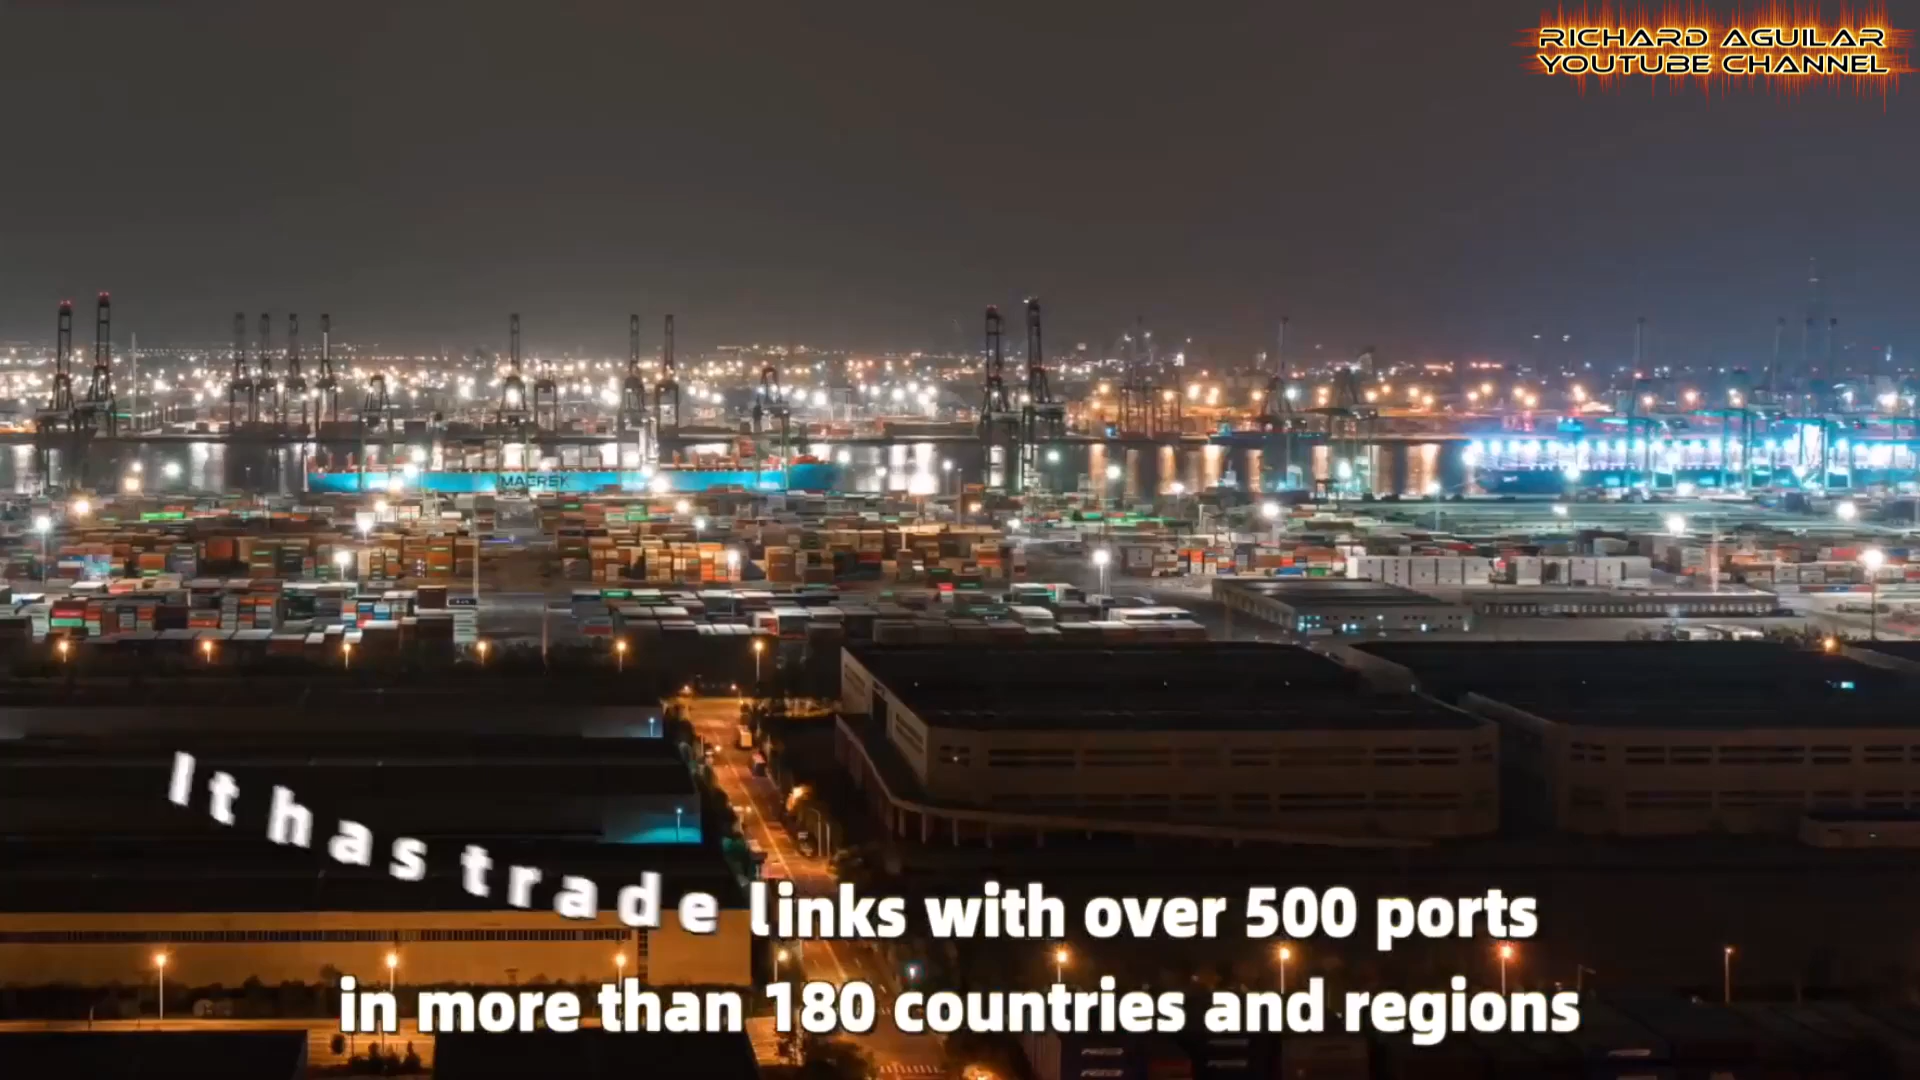 RICHARD AGUILAR
YOUTUBE CHANNEL
MAERSK
It has trade links with over 500 ports
in more than 180 countries and regions